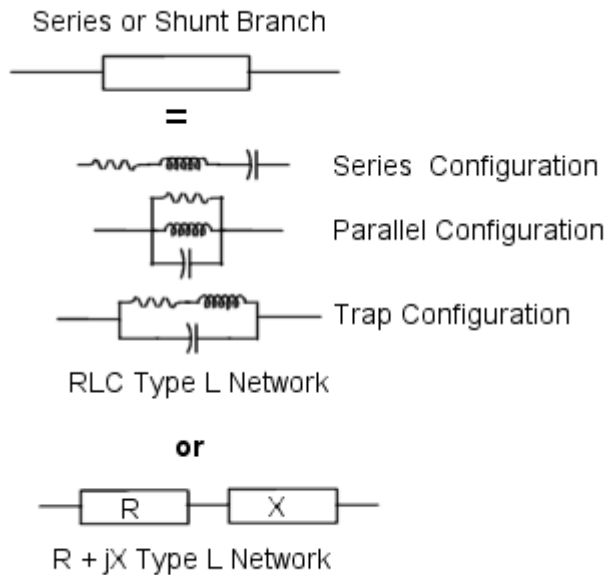 Series or Shunt Branch
=
Series Configuration
Parallel Configuration
Trap Configuration
RLC Type L Network
or
R X
R + jX Type L Network